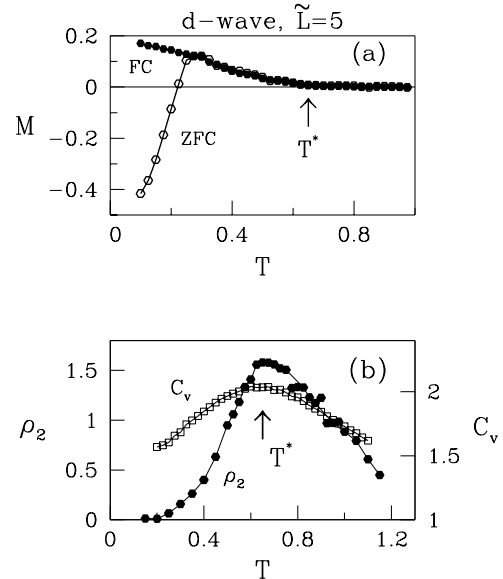 d-wave, L̃=5
0.2
(a)
FC
0
M
ZFC
T*
-0.2
-0.4
0 0.4 0.8
T
1.5
(b)
Cᵥ
2
ρ₂
1
T*
1.5
Cᵥ
0.5
ρ₂
0
1
0 0.4 0.8 1.2
T